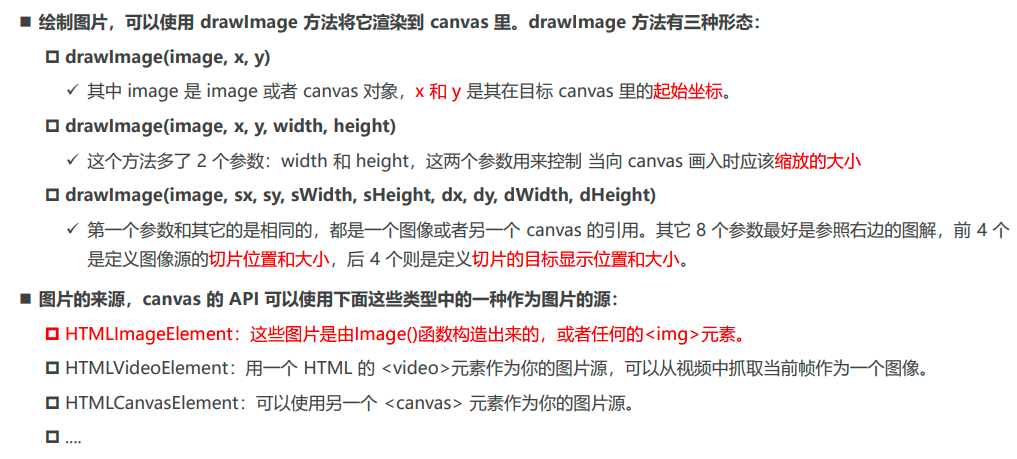 绘制图片，可以使用 drawImage 方法将它渲染到 canvas 里。drawImage 方法有三种形态：
drawImage(image, x, y)
其中 image 是 image 或者 canvas 对象，x 和 y 是其在目标 canvas 里的起始坐标。
drawImage(image, x, y, width, height)
这个方法多了 2 个参数：width 和 height，这两个参数用来控制 当向 canvas 画入时应该缩放的大小
drawImage(image, sx, sy, sWidth, sHeight, dx, dy, dWidth, dHeight)
第一个参数和其它的是相同的，都是一个图像或者另一个 canvas 的引用。其它 8 个参数最好是参照右边的图解，前 4 个
是定义图像源的切片位置和大小，后 4 个则是定义切片的目标显示位置和大小。
图片的来源，canvas 的 API 可以使用下面这些类型中的一种作为图片的源：
HTMLImageElement：这些图片是由Image()函数构造出来的，或者任何的<img>元素。
HTMLVideoElement：用一个 HTML 的 <video>元素作为你的图片源，可以从视频中抓取当前帧作为一个图像。
HTMLCanvasElement：可以使用另一个 <canvas> 元素作为你的图片源。
....